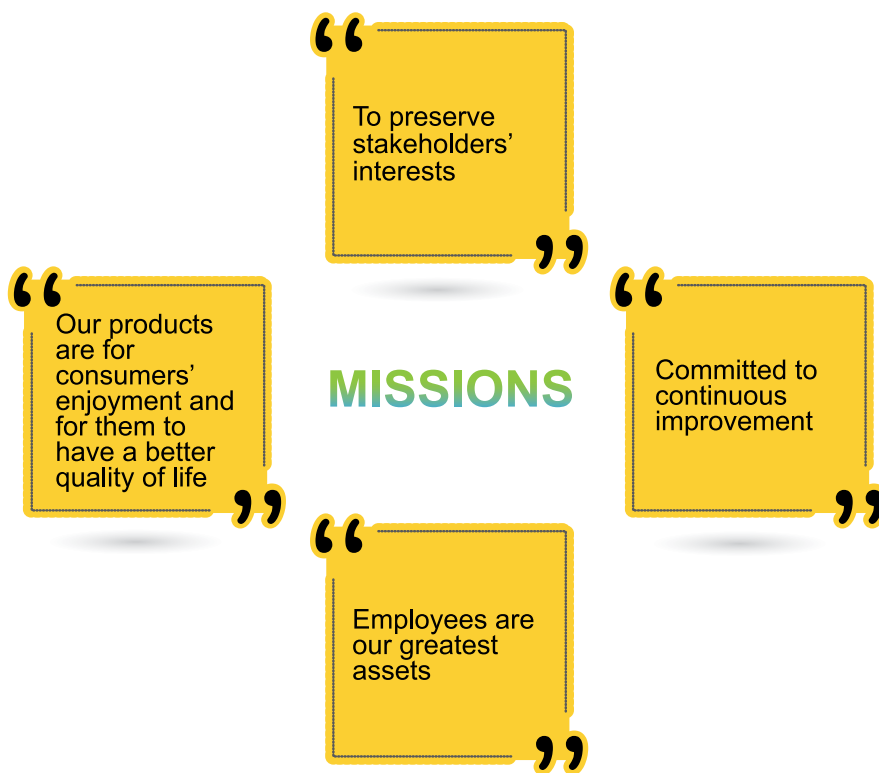 To preserve
stakeholders’
interests
Our products
are for
consumers’
enjoyment and
for them to
have a better
quality of life
MISSIONS
Committed to
continuous
improvement
Employees are
our greatest
assets